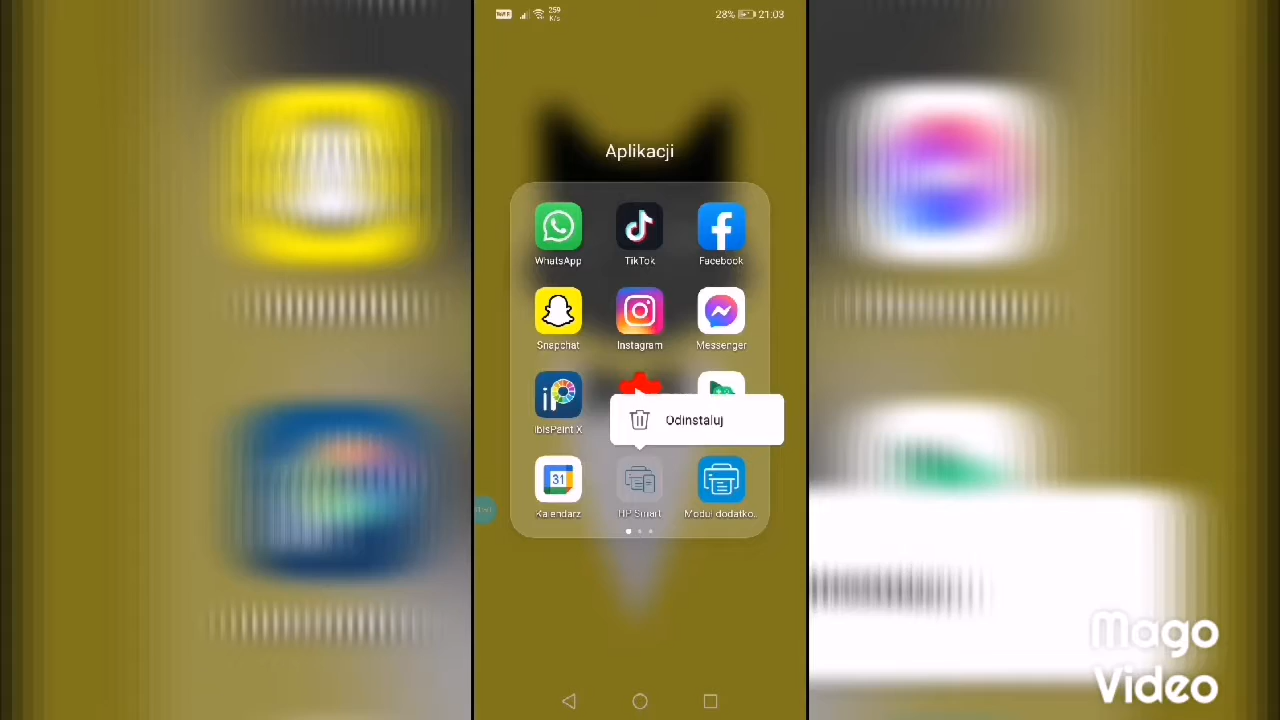 259
K/s
28%
21:03
Aplikacji
WhatsApp
TikTok
Facebook
Snapchat
Instagram
Messenger
ibisPaint X
Odinstaluj
31
Kalendarz
HP Smart
Moduł dodatko..
Mago
Video